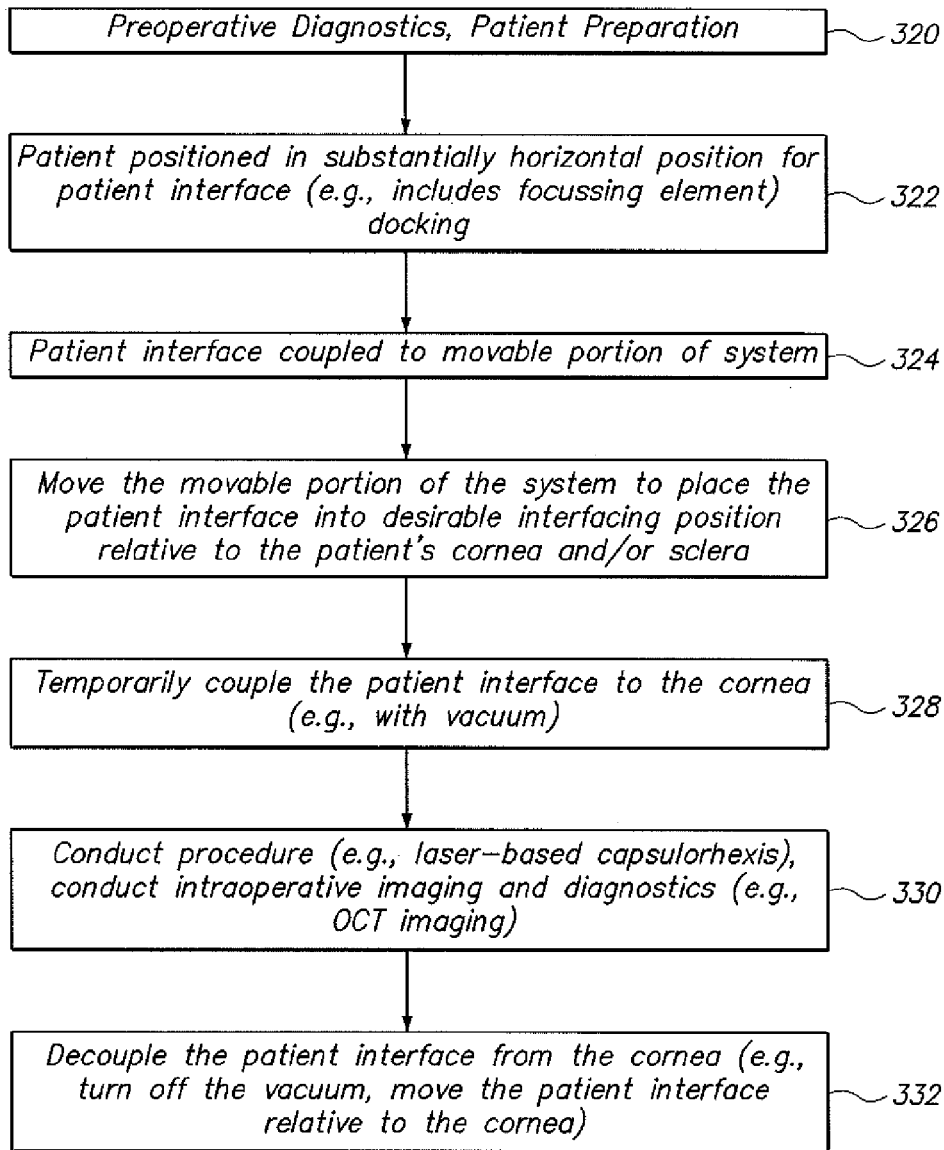 Preoperative Diagnostics, Patient Preparation
320
Patient positioned in substantially horizontal position for
patient interface (e.g., includes focussing element)
docking
322
Patient interface coupled to movable portion of system
324
Move the movable portion of the system to place the
patient interface into desirable interfacing position
relative to the patient's cornea and/or sclera
326
Temporarily couple the patient interface to the cornea
(e.g., with vacuum)
328
Conduct procedure (e.g., laser-based capsulorhexis),
conduct intraoperative imaging and diagnostics (e.g.,
OCT imaging)
330
Decouple the patient interface from the cornea (e.g.,
turn off the vacuum, move the patient interface
relative to the cornea)
332